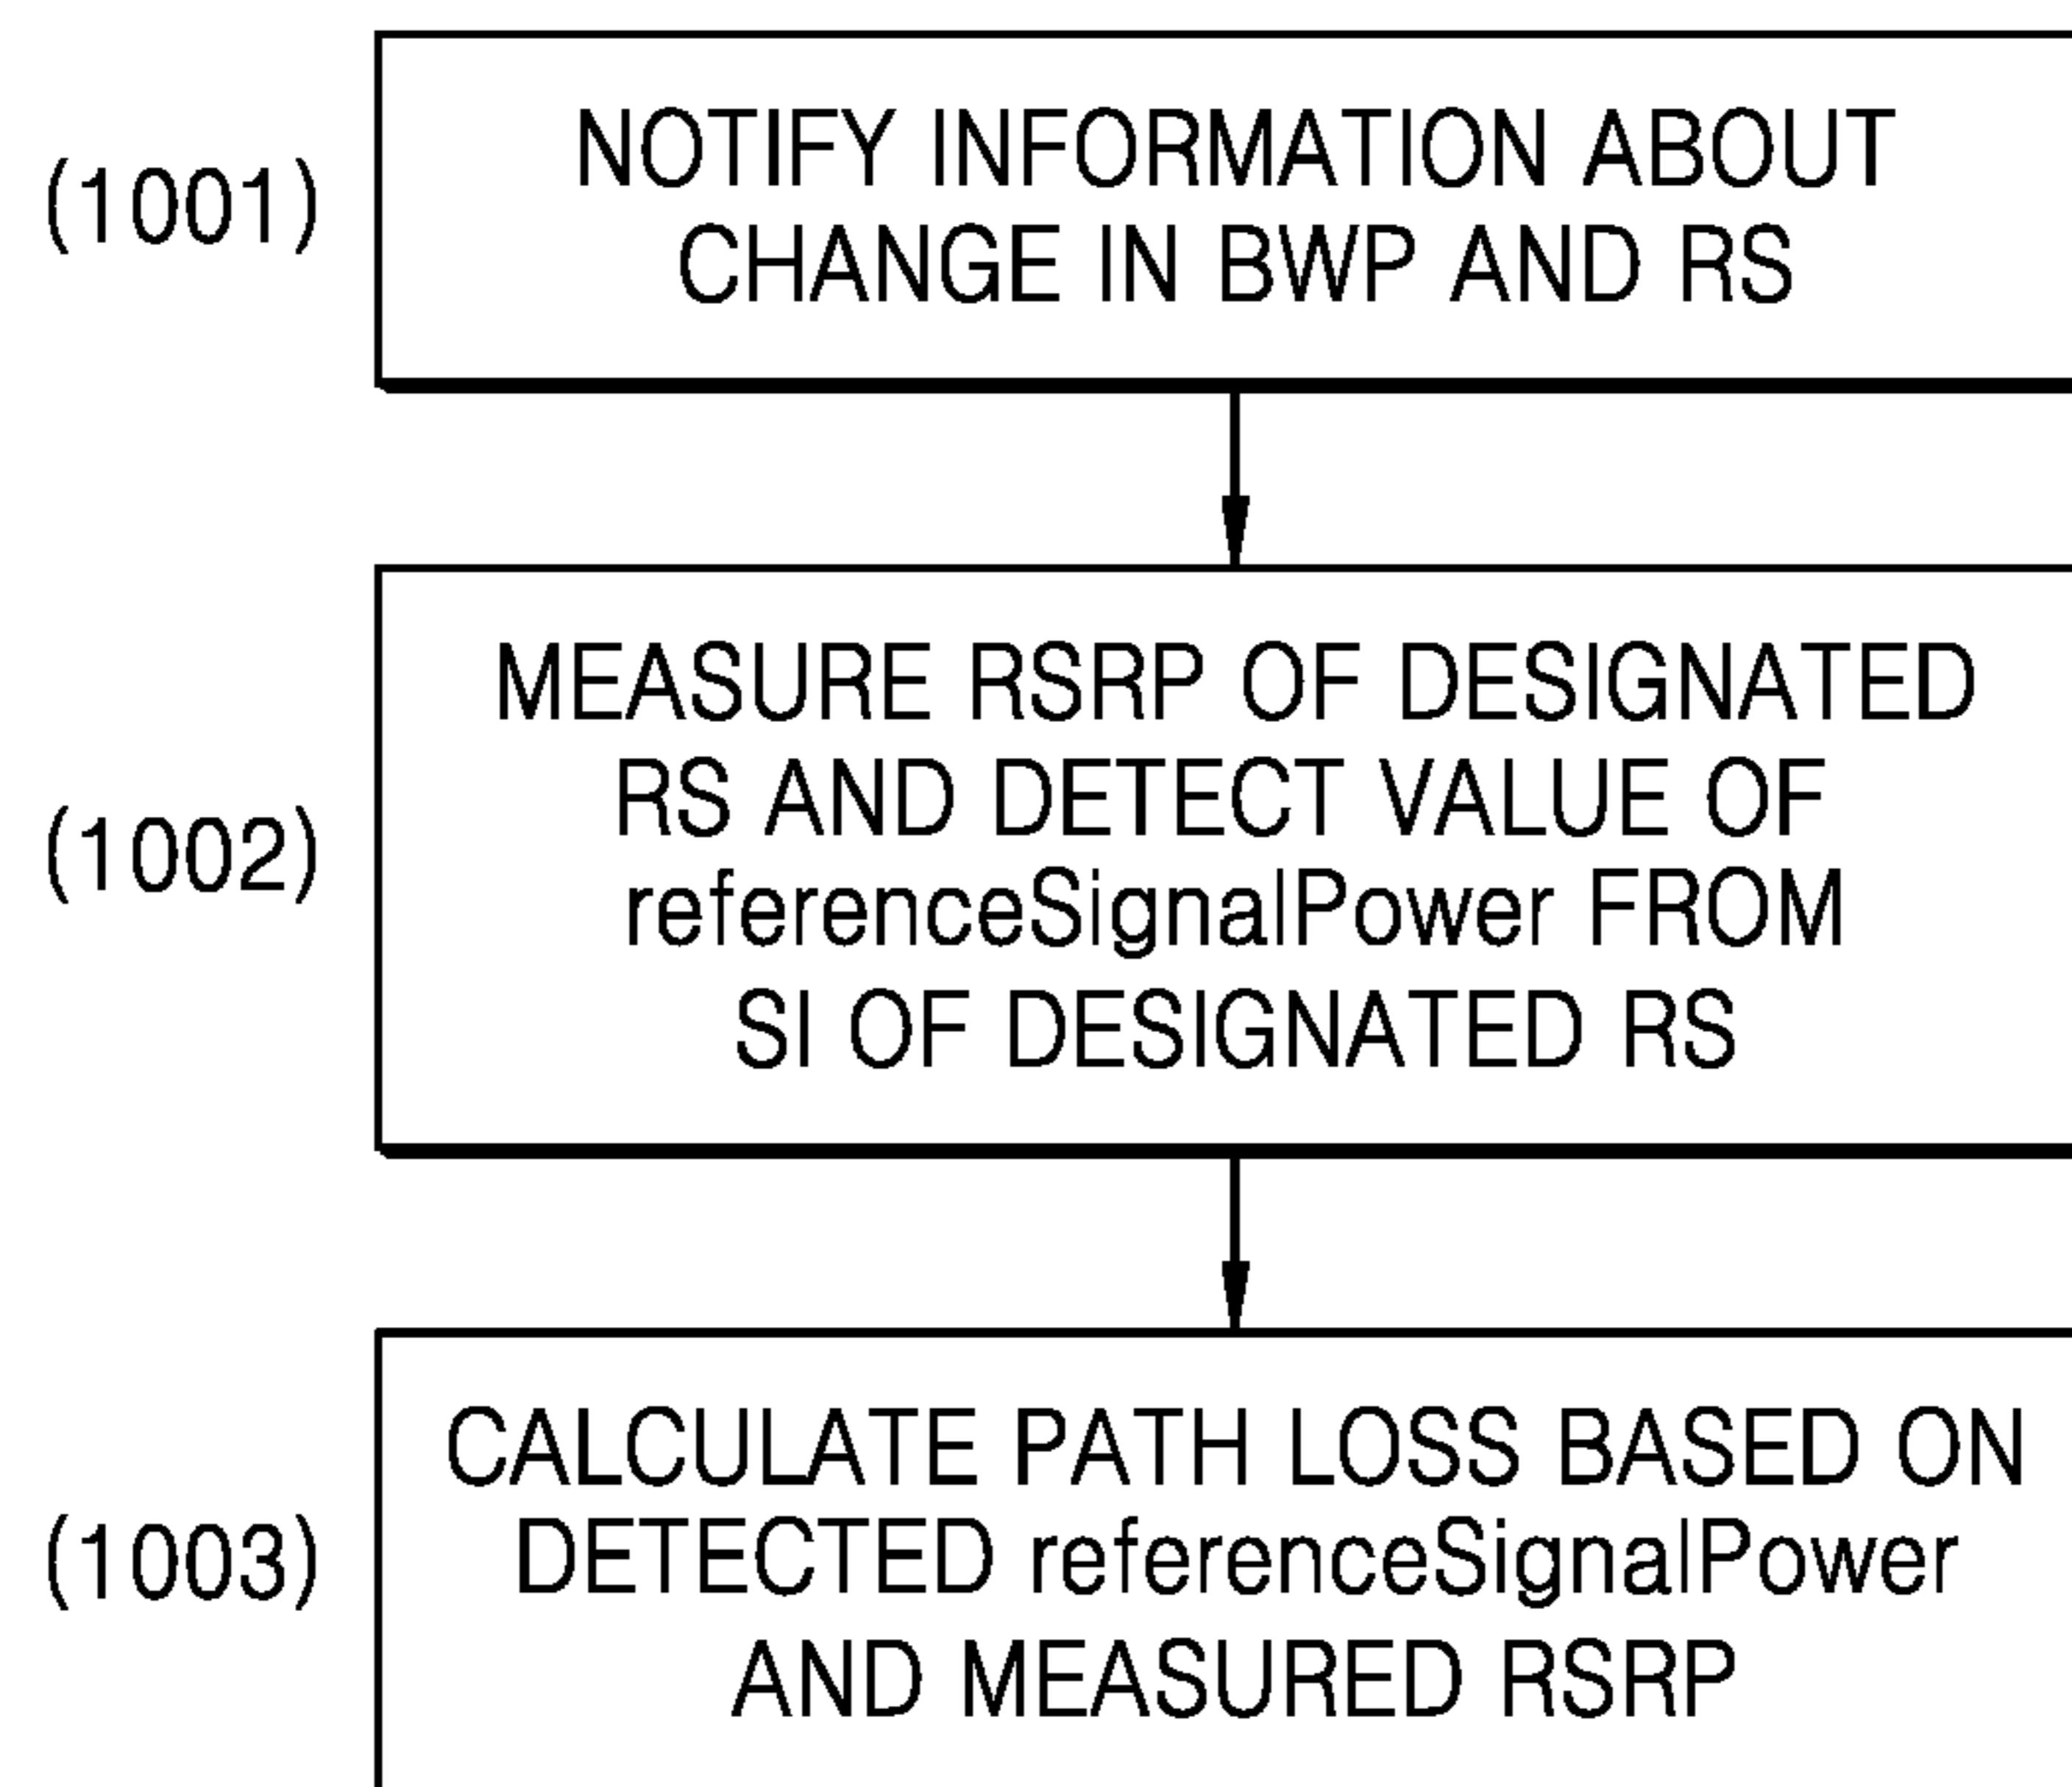 (1001)
NOTIFY INFORMATION ABOUT
CHANGE IN BWP AND RS
(1002)
MEASURE RSRP OF DESIGNATED
RS AND DETECT VALUE OF
referenceSignalPower FROM
SI OF DESIGNATED RS
(1003)
CALCULATE PATH LOSS BASED ON
DETECTED referenceSignalPower
AND MEASURED RSRP